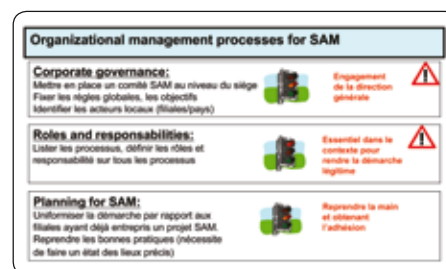 Organizational management processes for SAM
Corporate governance:
Mettre en place un comité SAM au niveau du siège
Fixer les règles globales, les objectifs
Identifier les acteurs locaux (filiales/pays)
Engagement
de la direction
générale
Roles and responsabilities:
Lister les processus, définir les rôles et
responsabilité sur tous les processus
Essentiel dans le
contexte pour
rendre la démarche
légitime
Planning for SAM:
Uniformiser la démarche par rapport aux
filiales ayant déjà entrepris un projet SAM.
Reprendre les bonnes pratiques (nécessite
de faire un état des lieux précis)
Reprendre la main
et obtenant
l'adhésion